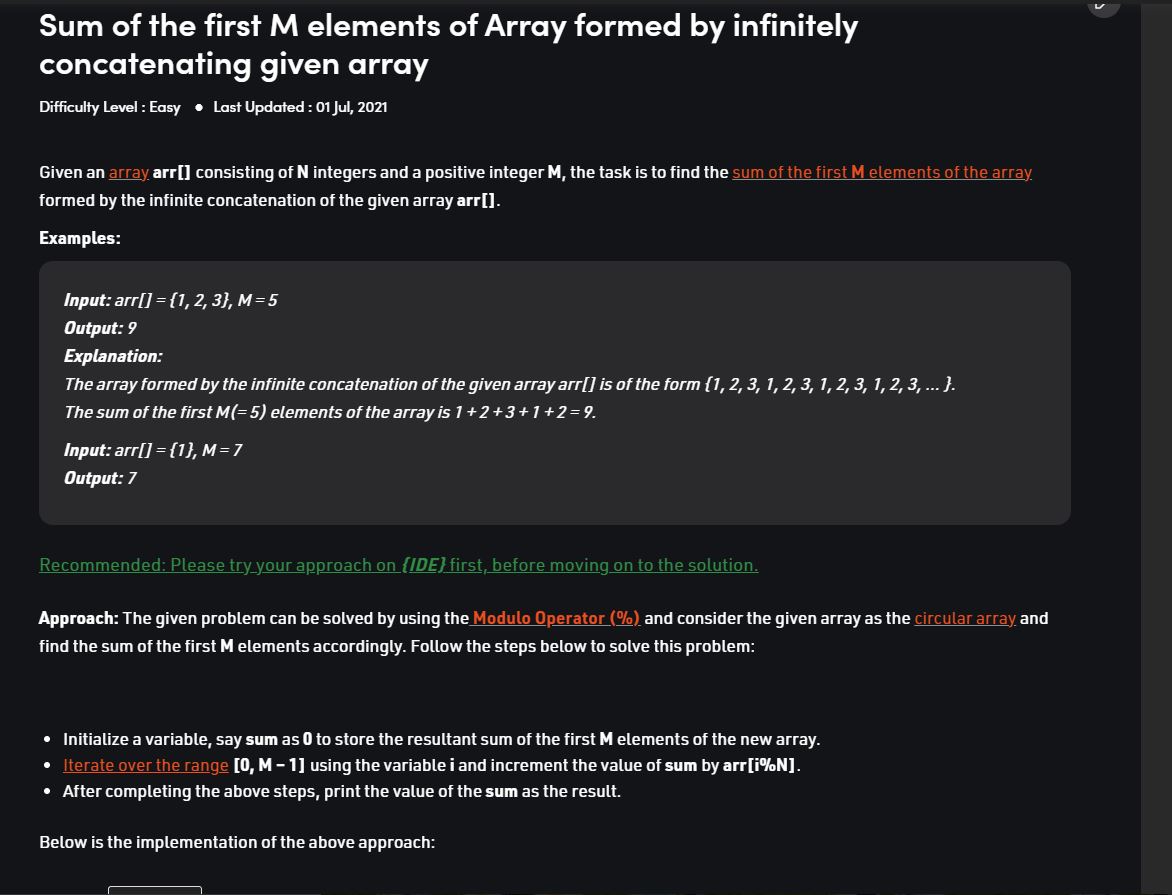 Sum of the first M elements of Array formed by infinitely
concatenating given array
Difficulty Level : Easy ● Last Updated : 01 Jul, 2021
Given an array arr[] consisting of N integers and a positive integer M, the task is to find the sum of the first M elements of the array
formed by the infinite concatenation of the given array arr[].
Examples:
Input: arr[] = {1, 2, 3}, M = 5
Output: 9
Explanation:
The array formed by the infinite concatenation of the given array arr[] is of the form {1, 2, 3, 1, 2, 3, 1, 2, 3, 1, 2, 3, … }.
The sum of the first M(= 5) elements of the array is 1 + 2 + 3 + 1 + 2 = 9.
Input: arr[] = {1}, M = 7
Output: 7
Recommended: Please try your approach on {IDE} first, before moving on to the solution.
Approach: The given problem can be solved by using the Modulo Operator (%) and consider the given array as the circular array and
find the sum of the first M elements accordingly. Follow the steps below to solve this problem:
• Initialize a variable, say sum as 0 to store the resultant sum of the first M elements of the new array.
• Iterate over the range [0, M – 1] using the variable i and increment the value of sum by arr[i%N].
• After completing the above steps, print the value of the sum as the result.
Below is the implementation of the above approach: